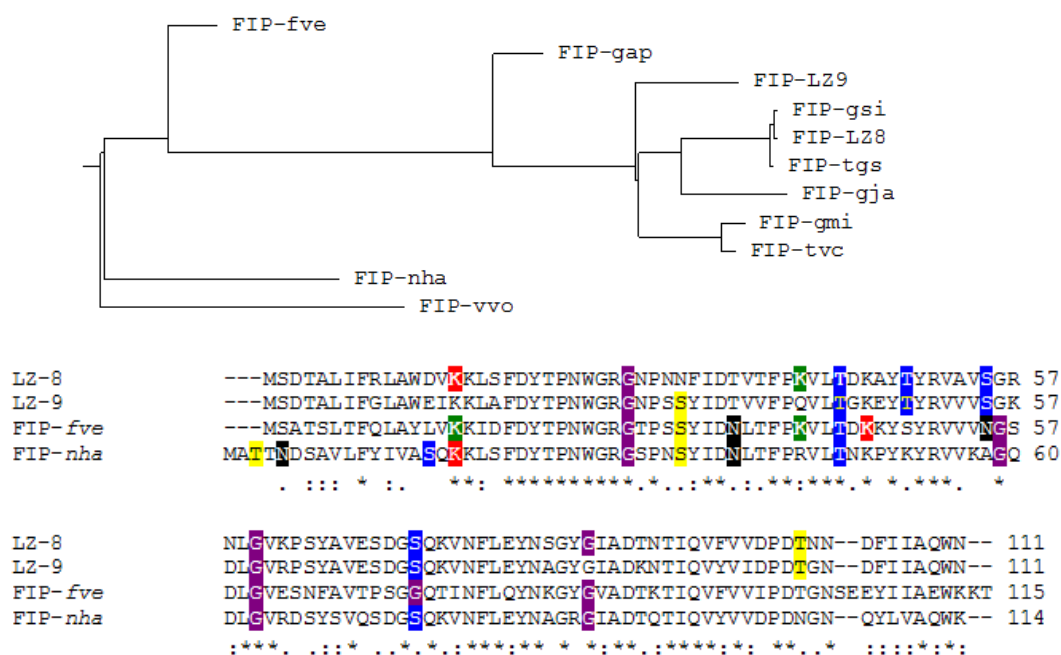 FIP-fve
FIP-gap
FIP-LZ9
FIP-gsi
FIP-LZ8
FIP-tgs
FIP-gja
FIP-gmi
FIP-tvc
FIP-nha
FIP-vvo
LZ-8 ---MSDTALIFRLAWDVKKLSFDYTPNWGRGNPNNFIDTVTFPKVLTDKAYTYRVAVSGR 57
LZ-9 ---MSDTALIFGLAWEIKKLAFDYTPNWGRGSPSSYIDTVVFPQVLTGKEYTYRVVVSGK 57
FIP-fve ---MSATSLTFQLAYLVKKIDFDYTPNWGRGTPSSYIDNLTFPKVLTDKKYSYRVVVNGS 57
FIP-nha MATTNDSAVLFYIVASQKKLSFDYTPNWGRGSPNSYIDNLTFPRVLTNKPYKYRVVKAGQ 60
. .::: * :. **: ***********.*..**.:.**:***.* *.***. *
LZ-8 NLGVKPSYAVESDGSQKVNFLEYNSGYGIADTNTIQVFVVDPDTNN--DFIIAQWN-- 111
LZ-9 DLGVRPSYAVESDGSQKVNFLEYNAGYGIADKNTIQVYVIDPDTGN--DFIIAQWN-- 111
FIP-fve DLGVESNFAVTPSGGQTINFLQYNKGYGVADTKTIQVFVVIPDTGNSEEYIIAEWKKT 115
FIP-nha DLGVRDSYSVQSDGSQKVNFLEYNAGRGIADTQTIQVYVVDPDNGN--QYLVAQWK-- 114
:***. .::* ..*.*.:***:** * *:**.:****:*: **..* ::::*:*: